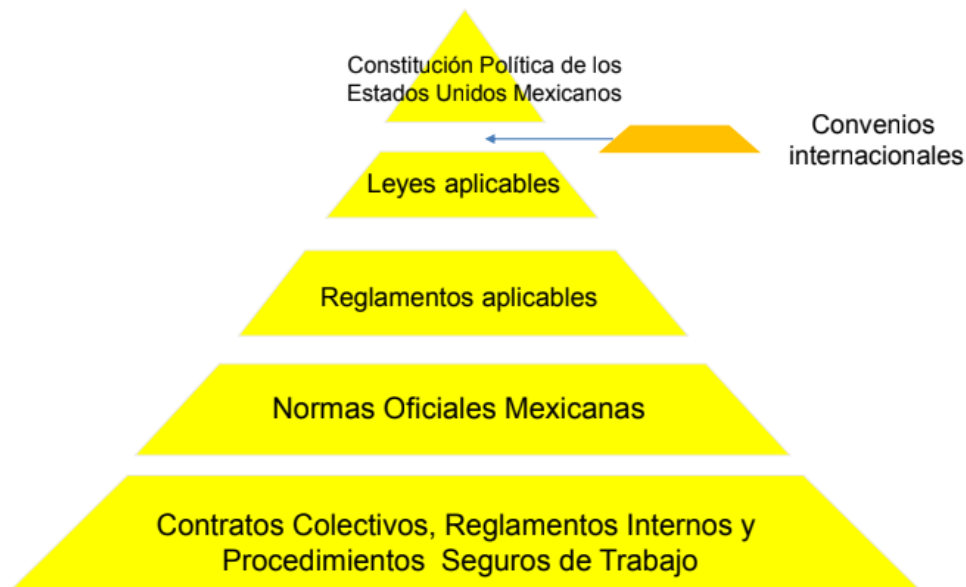 Constitución Política de los
Estados Unidos Mexicanos
Convenios
internacionales
Leyes aplicables
Reglamentos aplicables
Normas Oficiales Mexicanas
Contratos Colectivos, Reglamentos Internos y
Procedimientos  Seguros de Trabajo